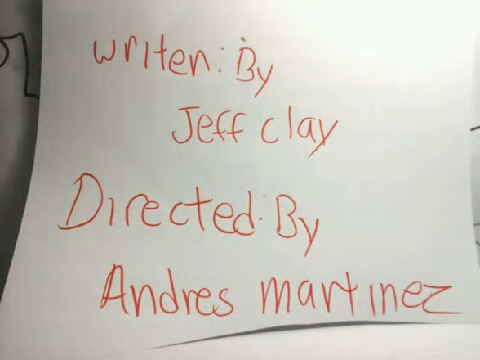 writen: By
Jeff clay
Directed: By
Andres martinez